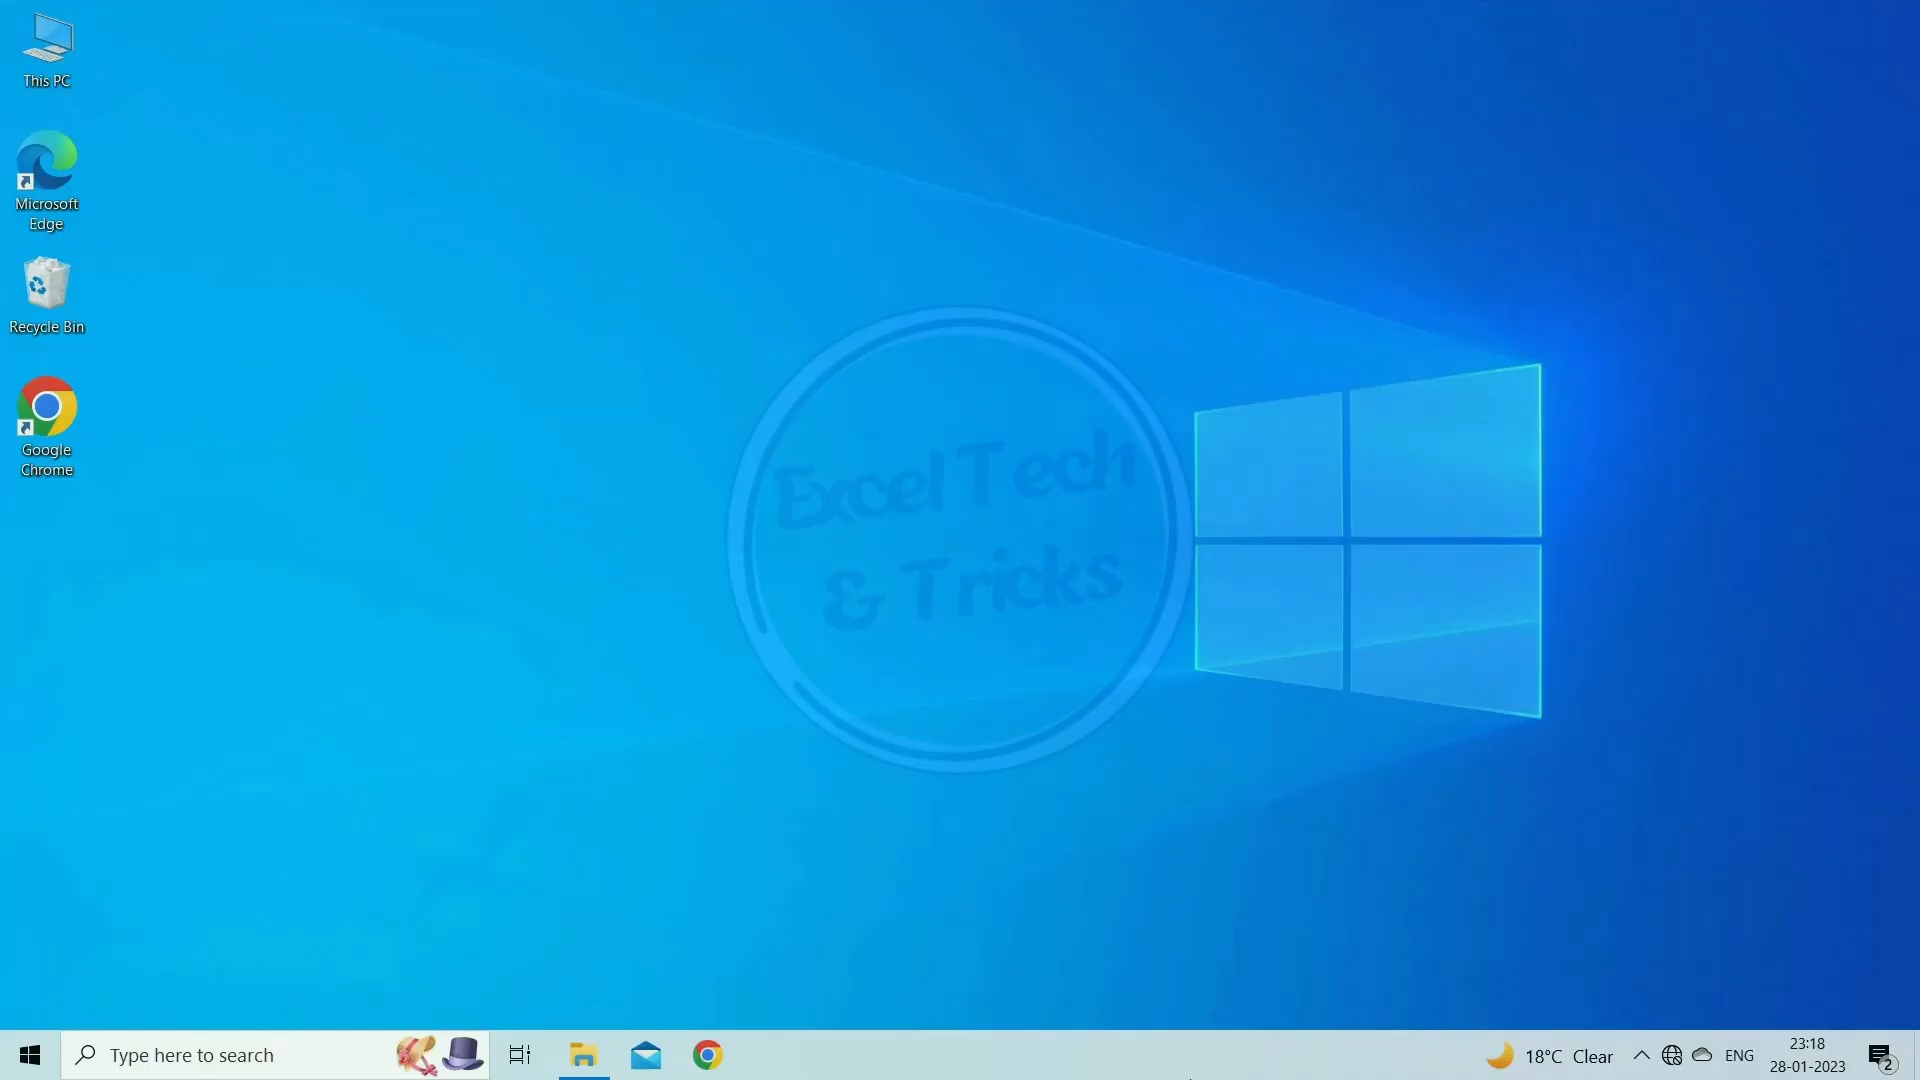 This PC
Microsoft
Edge
Recycle Bin
Google
Chrome
Excel Tech
& Tricks
Type here to search
18°C Clear
ENG
23:18
28-01-2023
2